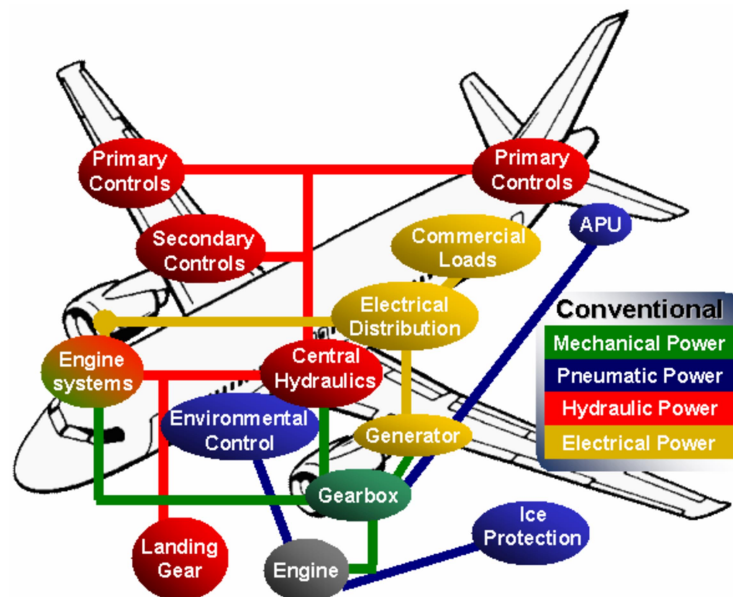 Primary
Controls
Primary
Controls
Secondary
Controls
Commercial
Loads
APU
Electrical
Distribution
Conventional
Mechanical Power
Pneumatic Power
Hydraulic Power
Electrical Power
Engine
systems
Central
Hydraulics
Environmental
Control
Generator
Gearbox
Ice
Protection
Landing
Gear
Engine